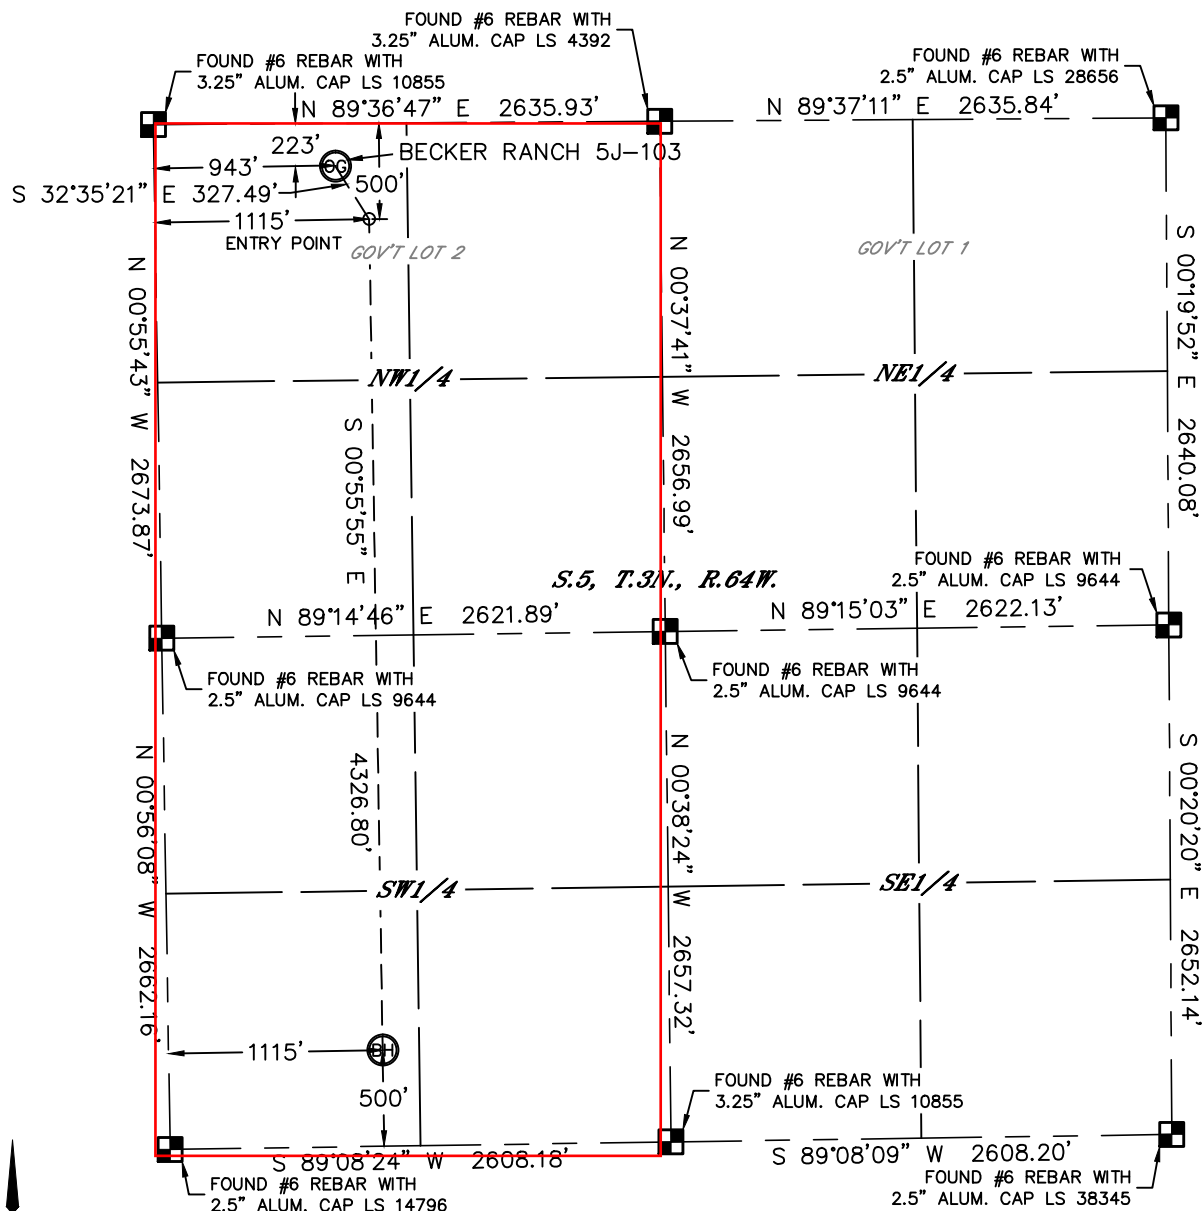 FOUND #6 REBAR WITH
3.25" ALUM. CAP LS 4392
FOUND #6 REBAR WITH
3.25" ALUM. CAP LS 10855
FOUND #6 REBAR WITH
2.5" ALUM. CAP LS 28656
N 89°36'47" E 2635.93'
N 89°37'11" E 2635.84'
223'
BECKER RANCH 5J-103
943'
OG
S 32°35'21" E 327.49'
500'
1115'
ENTRY POINT
GOV'T LOT 2
GOV'T LOT 1
N 00°55'43" W 2673.87'
N 00°37'41" W 2656.99'
S 00°19'52" E 2640.08'
NW1/4
NE1/4
S 00°55'55" E 4326.80'
S.5, T.3N., R.64W.
FOUND #6 REBAR WITH
2.5" ALUM. CAP LS 9644
N 89°14'46" E 2621.89'
N 89°15'03" E 2622.13'
FOUND #6 REBAR WITH
2.5" ALUM. CAP LS 9644
FOUND #6 REBAR WITH
2.5" ALUM. CAP LS 9644
N 00°56'08" W 2662.16'
N 00°38'24" W 2657.32'
S 00°20'20" E 2652.14'
SW1/4
SE1/4
1115'
BH
500'
FOUND #6 REBAR WITH
3.25" ALUM. CAP LS 10855
S 89°08'24" W 2608.18'
S 89°08'09" W 2608.20'
FOUND #6 REBAR WITH
2.5" ALUM. CAP LS 14796
FOUND #6 REBAR WITH
2.5" ALUM. CAP LS 38345